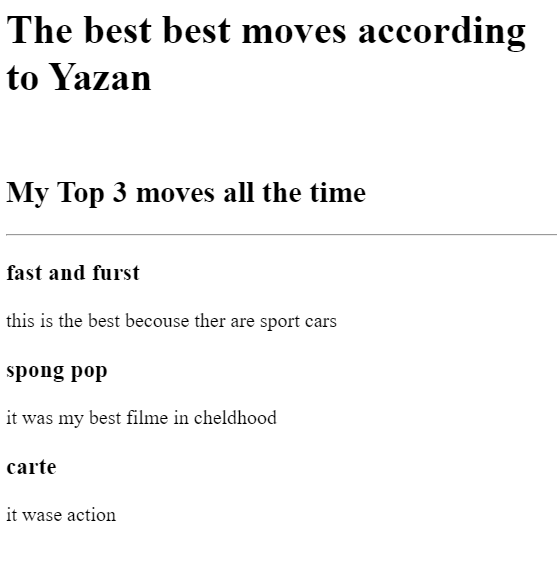 The best best moves according
to Yazan
My Top 3 moves all the time
fast and furst
this is the best becouse ther are sport cars
spong pop
it was my best filme in cheldhood
carte
it wase action